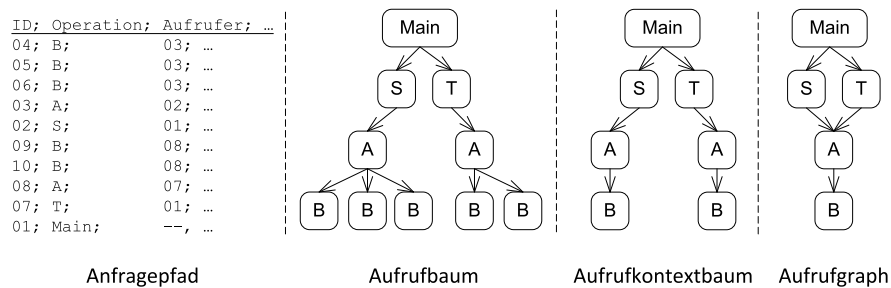 ID; Operation; Aufrufer; …
04; B; 03; …
05; B; 03; …
06; B; 03; …
03; A; 02; …
02; S; 01; …
09; B; 08; …
10; B; 08; …
08; A; 07; …
07; T; 01; …
01; Main; --, …
Anfragepfad
Main
S T
A A
B B B B B
Aufrufbaum
Main
S T
A A
B B
Aufrufkontextbaum
Main
S T
A
B
Aufrufgraph